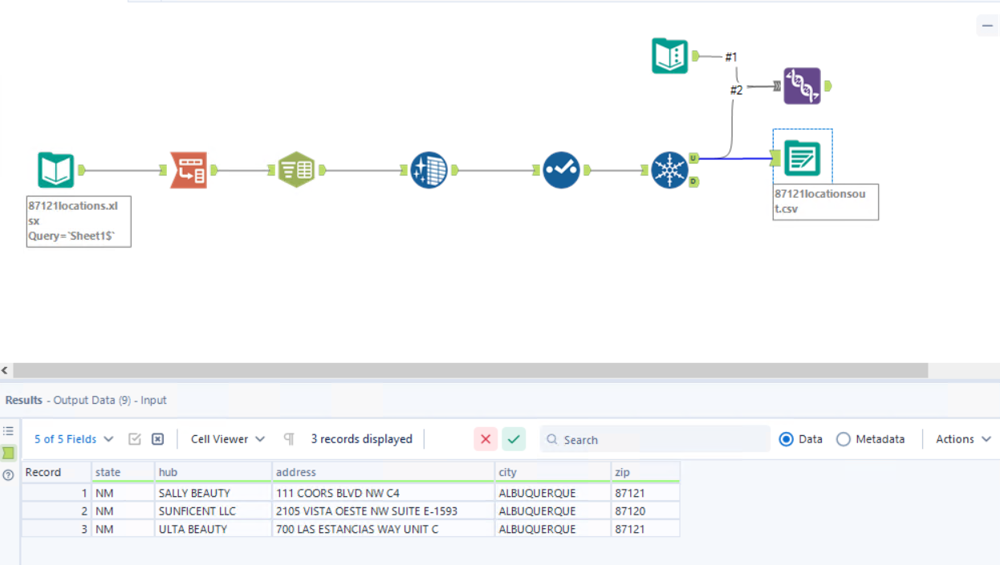 #1
#2
U
D
87121locations.xl
sx
Query=`Sheet1$`
87121locationsou
t.csv
Results - Output Data (9) - Input
5 of 5 Fields Cell Viewer 3 records displayed Search Data Metadata Actions
Record state hub address city zip
1 NM SALLY BEAUTY 111 COORS BLVD NW C4 ALBUQUERQUE 87121
2 NM SUNFICENT LLC 2105 VISTA OESTE NW SUITE E-1593 ALBUQUERQUE 87120
3 NM ULTA BEAUTY 700 LAS ESTANCIAS WAY UNIT C ALBUQUERQUE 87121